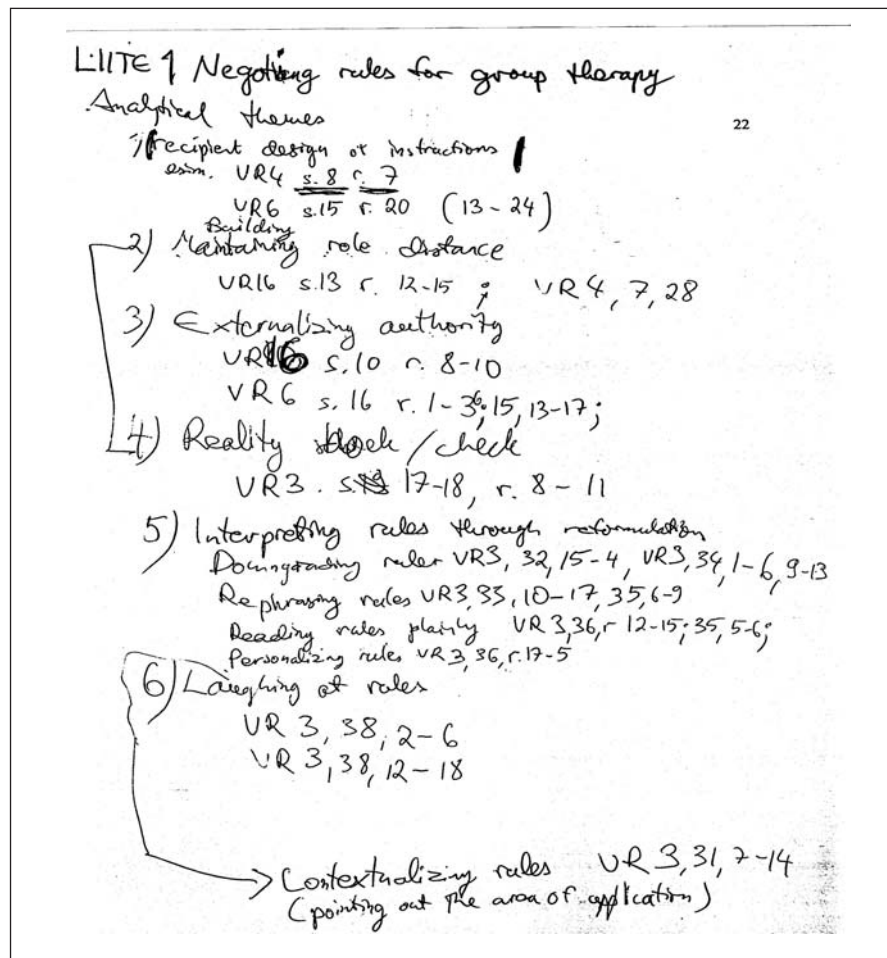 LIITE 1 Negotiing rules for group therapy
Analytical themes
22
1) recipient design of instructions
esim. VR4 s. 8 r. 7
VR6 s.15 r. 20 (13-24)
Building
2) Maintaining role distance
VR16 s.13 r. 12-15 ; VR4, 7, 28
3) Externalizing authority
VR16 s.10 r. 8-10
VR6 s.16 r. 1-36; 15, 13-17;
4) Reality / check
VR3. s. 17-18, r. 8-11
5) Interpreting rules through reformulation
Downgrading rules VR3, 32, 15-4, VR3, 34, 1-6, 9-13
Rephrasing rules VR3, 33, 10-17, 35, 6-9
Reading rules plainly VR3, 36, r 12-15; 35, 5-6;
Personalizing rules VR3, 36, r. 17-5
6) Laughing at rules
VR 3, 38, 2-6
VR 3, 38, 12-18
Contextualizing rules VR 3, 31, 7-14
(pointing out the area of application)